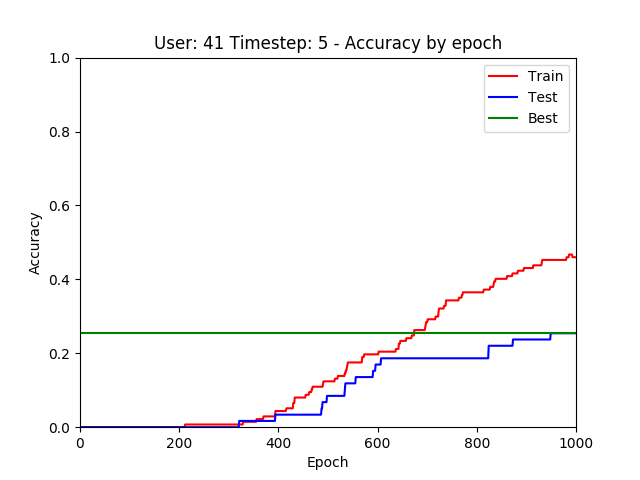 User: 41 Timestep: 5 - Accuracy by epoch
1.0
0.8
0.6
0.4
0.2
0.0
Accuracy
Train
Test
Best
0 200 400 600 800 1000
Epoch